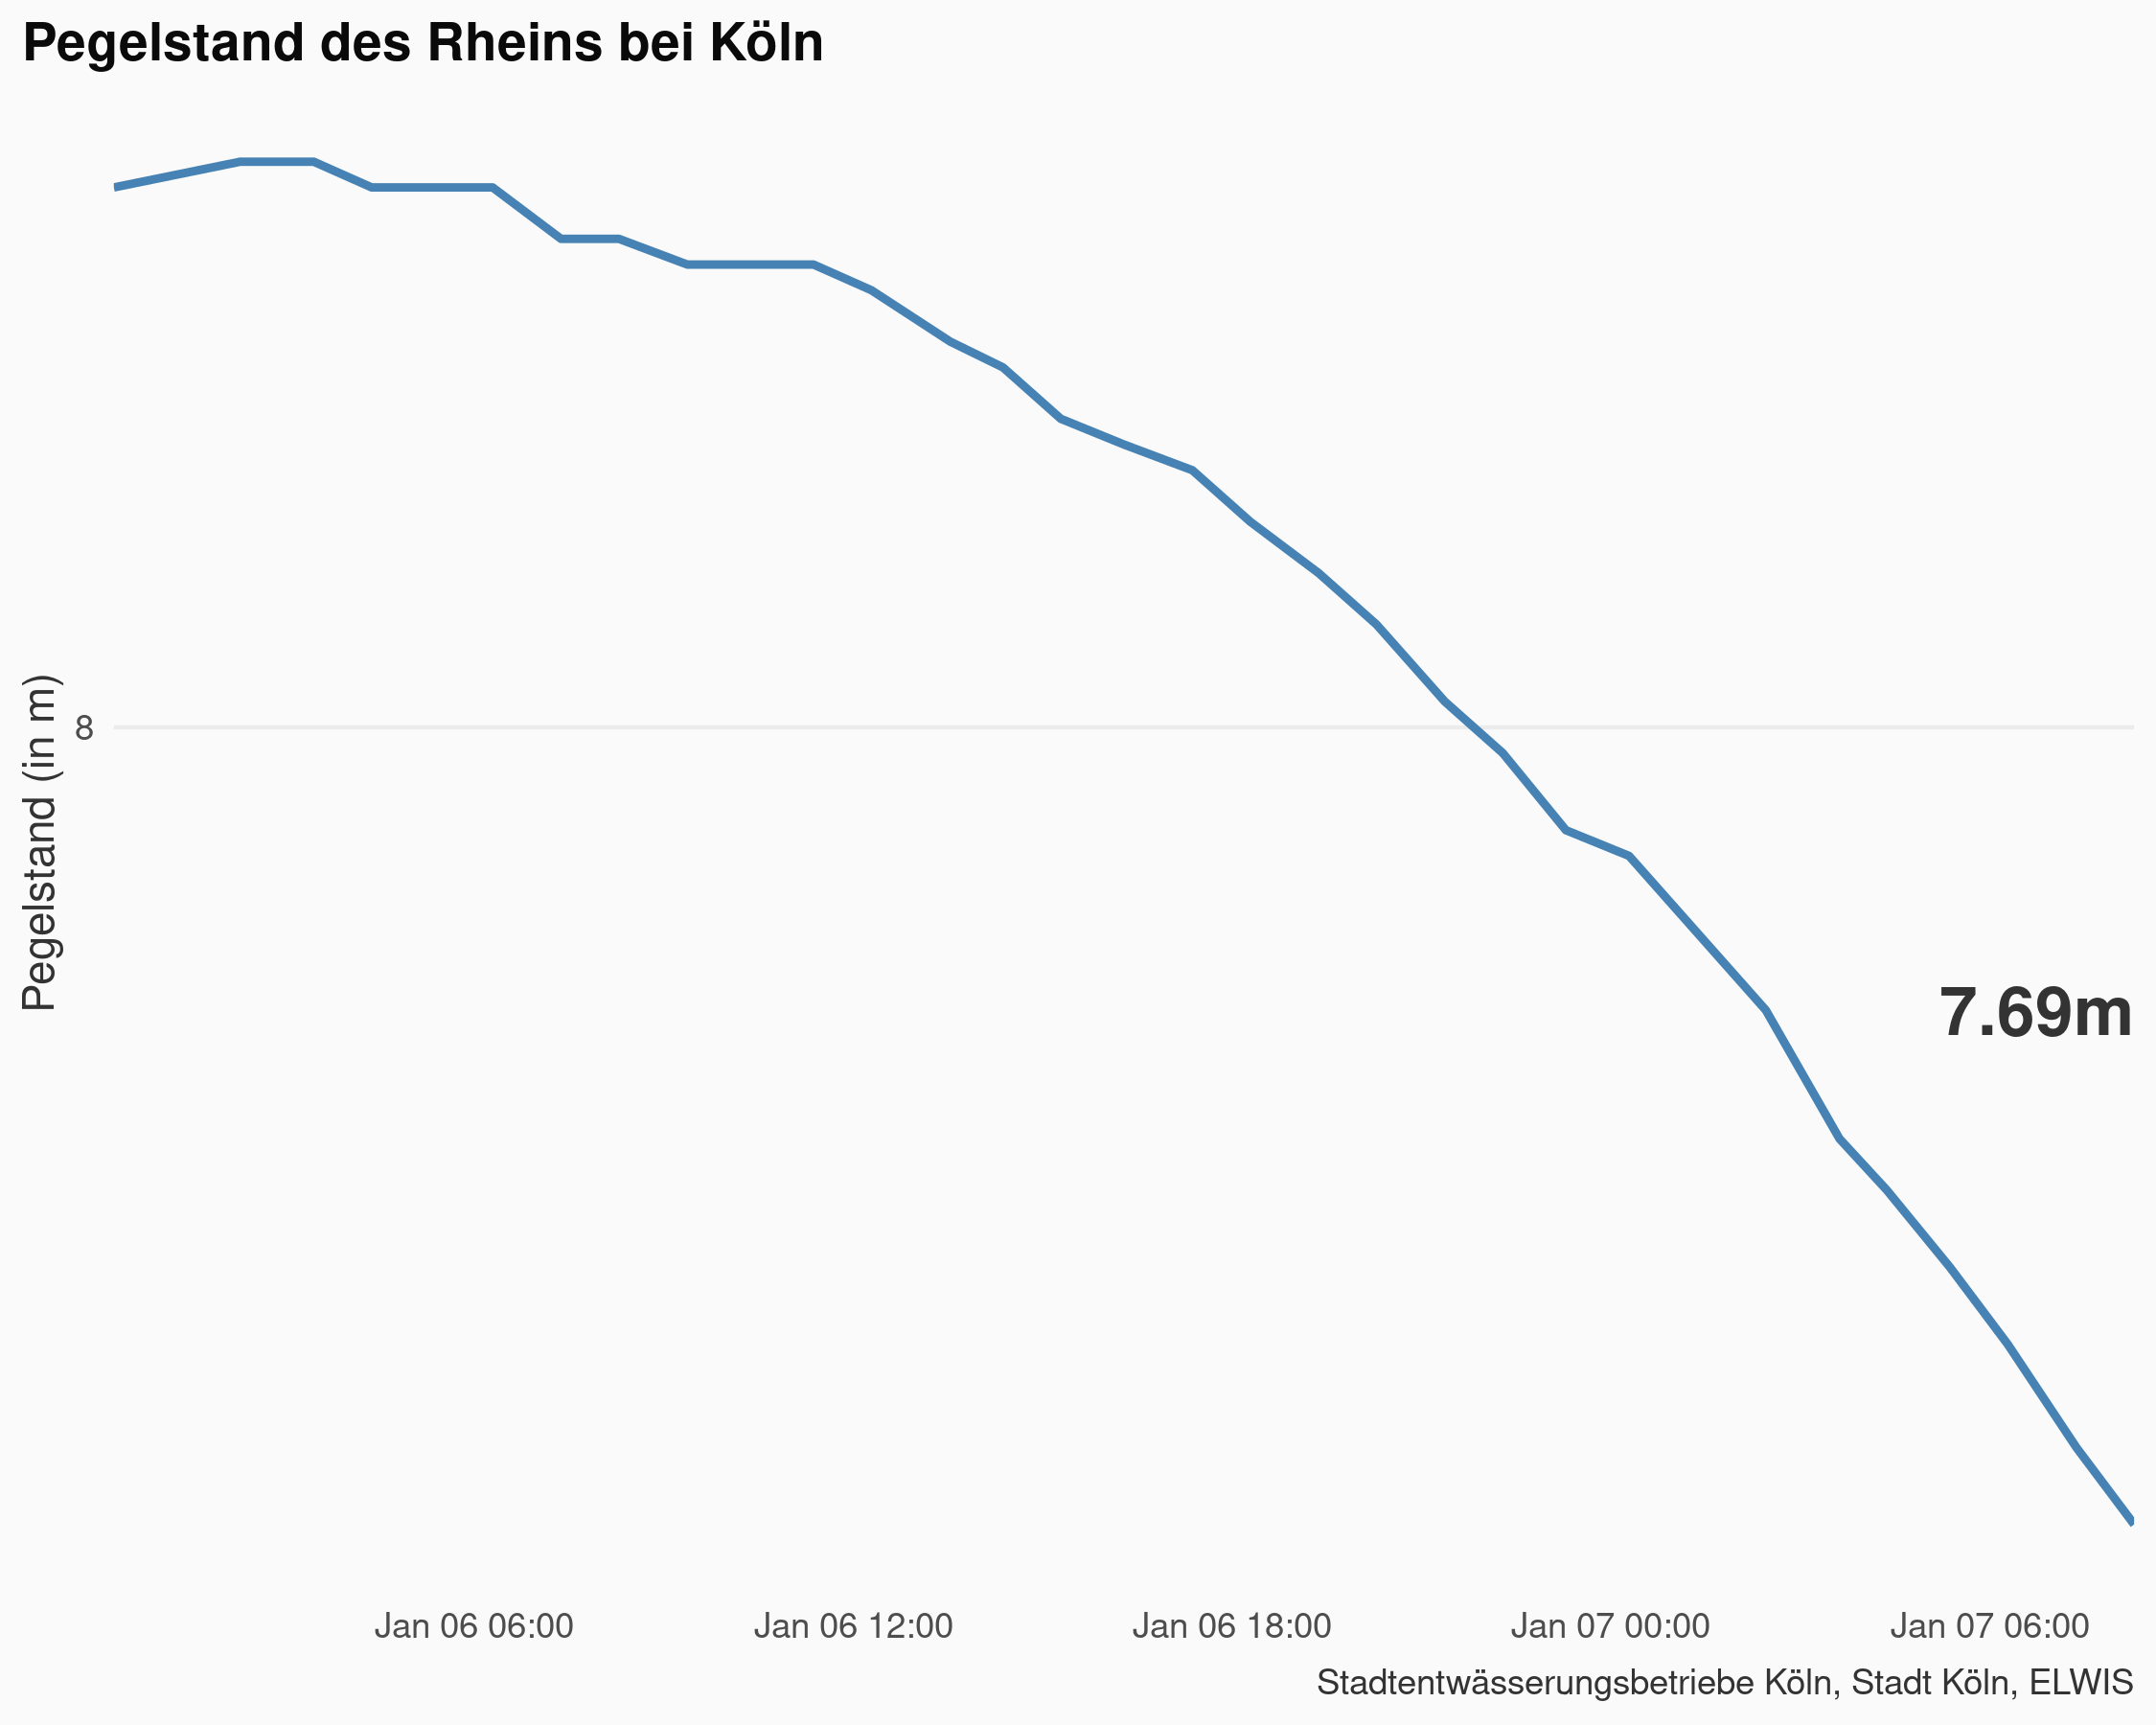 Pegelstand des Rheins bei Köln
Pegelstand (in m)
8
7.69m
Jan 06 06:00
Jan 06 12:00
Jan 06 18:00
Jan 07 00:00
Jan 07 06:00
Stadtentwässerungsbetriebe Köln, Stadt Köln, ELWIS